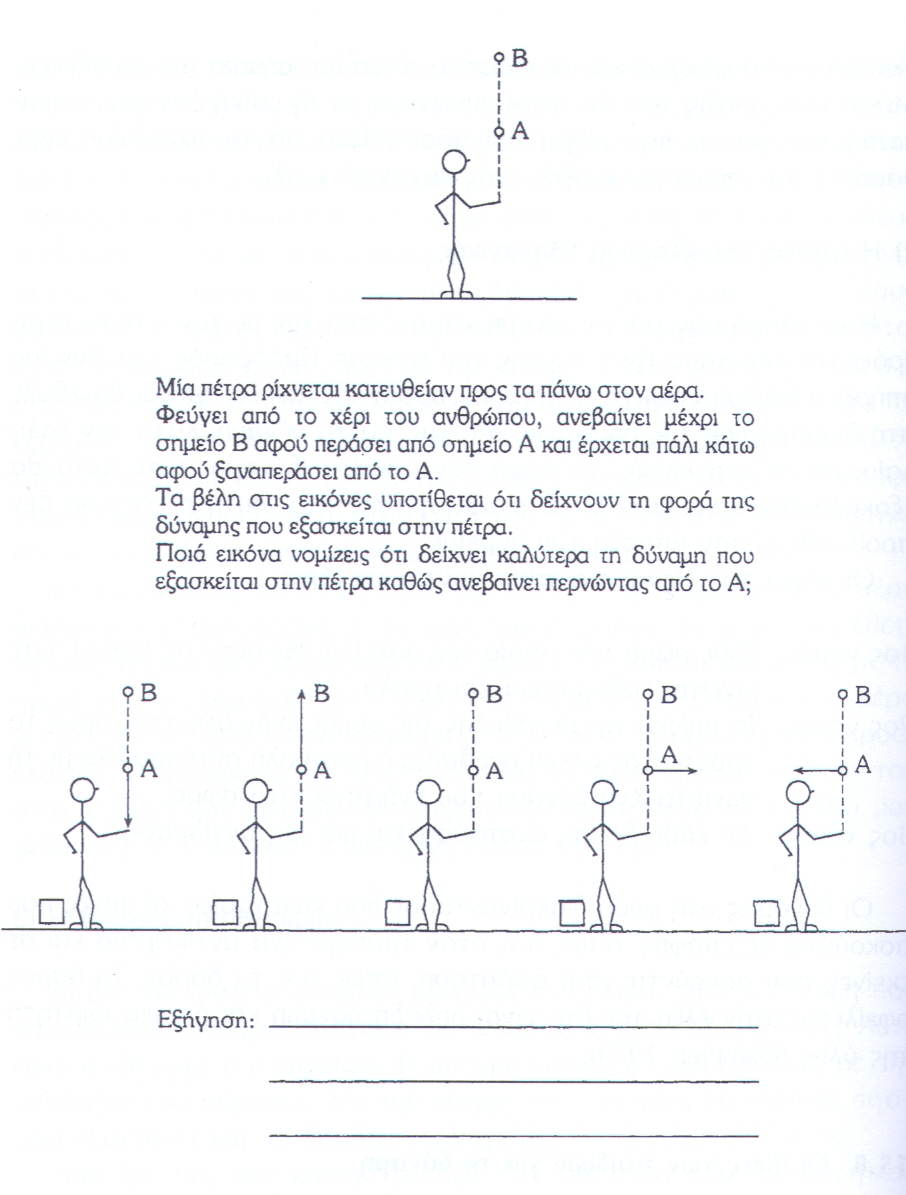 B
A
Μία πέτρα ρίχνεται κατευθείαν προς τα πάνω στον αέρα.
Φεύγει από το χέρι του ανθρώπου, ανεβαίνει μέχρι το
σημείο Β αφού περάσει από σημείο Α και έρχεται πάλι κάτω
αφού ξαναπεράσει από το Α.
Τα βέλη στις εικόνες υποτίθεται ότι δείχνουν τη φορά της
δύναμης που εξασκείται στην πέτρα.
Ποιά εικόνα νομίζεις ότι δείχνει καλύτερα τη δύναμη που
εξασκείται στην πέτρα καθώς ανεβαίνει περνώντας από το Α;
B B B B B
A A A A A
Εξήγηση: